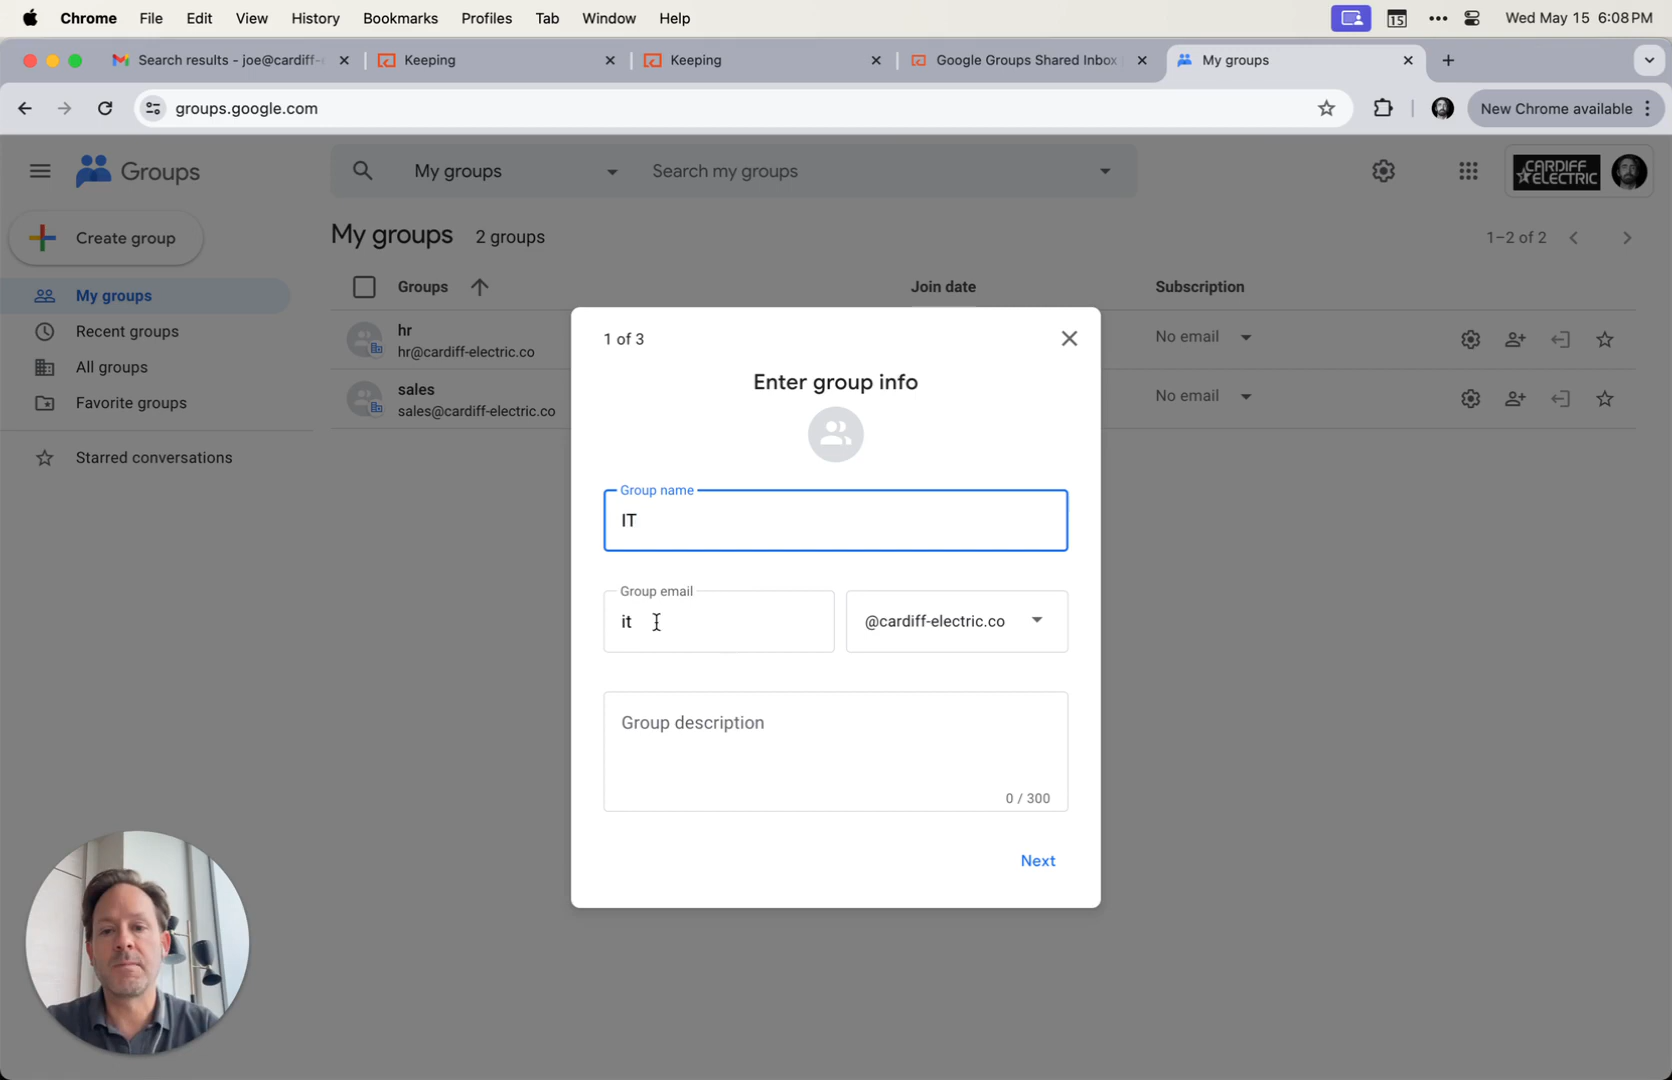 Chrome File Edit View History Bookmarks Profiles Tab Window Help 15 Wed May 15 6:08 PM
Search results - joe@cardiff- Keeping Keeping Google Groups Shared Inbox My groups
groups.google.com New Chrome available
Groups My groups Search my groups CARDIFF ELECTRIC
Create group
My groups 2 groups 1–2 of 2
Groups Join date Subscription
My groups
Recent groups
All groups
Favorite groups
Starred conversations
hr
hr@cardiff-electric.co
No email
sales
sales@cardiff-electric.co
No email
1 of 3
Enter group info
Group name
IT
Group email
it @cardiff-electric.co
Group description
0 / 300
Next